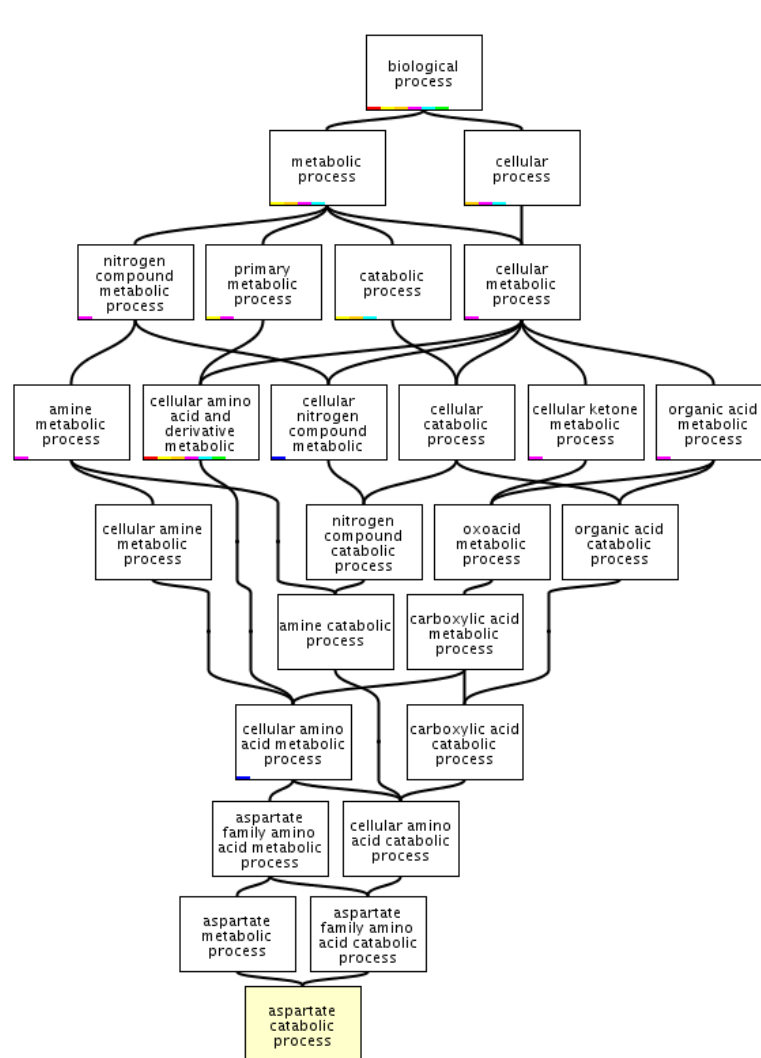 biological
process
metabolic
process
cellular
process
nitrogen
compound
metabolic
process
primary
metabolic
process
catabolic
process
cellular
metabolic
process
amine
metabolic
process
cellular amino
acid and
derivative
metabolic
cellular
nitrogen
compound
metabolic
cellular
catabolic
process
cellular ketone
metabolic
process
organic acid
metabolic
process
cellular amine
metabolic
process
nitrogen
compound
catabolic
process
oxoacid
metabolic
process
organic acid
catabolic
process
amine catabolic
process
carboxylic acid
metabolic
process
cellular amino
acid metabolic
process
carboxylic acid
catabolic
process
aspartate
family amino
acid metabolic
process
cellular amino
acid catabolic
process
aspartate
metabolic
process
aspartate
family amino
acid catabolic
process
aspartate
catabolic
process